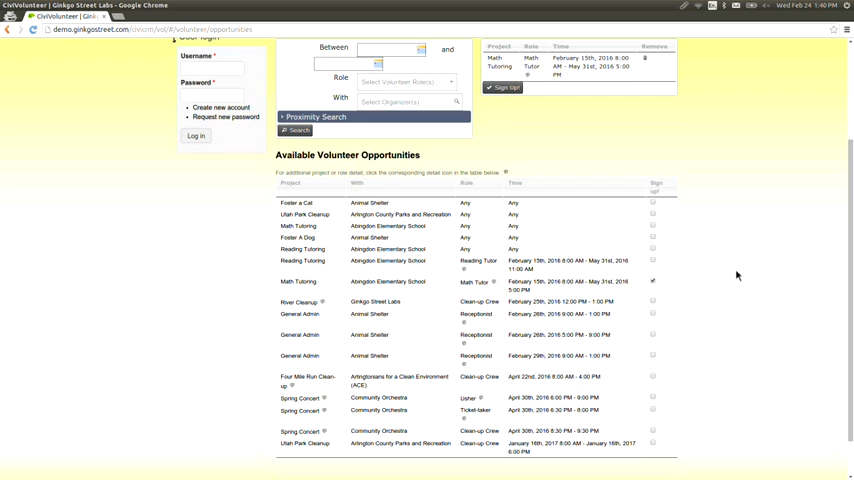 CiviVolunteer | Ginkgo Street Labs - Google Chrome
En
Wed Feb 24 1:40 PM
CiviVolunteer | Ginkgo
demo.ginkgostreet.com/civicrm/vol/#/volunteer/opportunities
User login
Username *
Password *
Create new account
Request new password
Log in
Between
and
Role
Select Volunteer Role(s)
With
Select Organizer(s)
Proximity Search
Search
Project Role Time Remove
Math Math February 15th, 2016 8:00
Tutoring Tutor AM - May 31st, 2016 5:00
PM
Sign Up!
Available Volunteer Opportunities
For additional project or role detail, click the corresponding detail icon in the table below.
Project With Role Time Sign
up!
Foster a Cat Animal Shelter Any Any
Utah Park Cleanup Arlington County Parks and Recreation Any Any
Math Tutoring Abingdon Elementary School Any Any
Foster A Dog Animal Shelter Any Any
Reading Tutoring Abingdon Elementary School Any Any
Reading Tutoring Abingdon Elementary School Reading Tutor February 15th, 2016 8:00 AM - May 31st, 2016
11:00 AM
Math Tutoring Abingdon Elementary School Math Tutor February 15th, 2016 8:00 AM - May 31st, 2016
5:00 PM
River Cleanup Ginkgo Street Labs Clean-up Crew February 25th, 2016 12:00 PM - 1:00 PM
General Admin Animal Shelter Receptionist February 26th, 2016 9:00 AM - 1:00 PM
General Admin Animal Shelter Receptionist February 26th, 2016 5:00 PM - 9:00 PM
General Admin Animal Shelter Receptionist February 29th, 2016 9:00 AM - 1:00 PM
Four Mile Run Clean- Arlingtonians for a Clean Environment Clean-up Crew April 22nd, 2016 8:00 AM - 4:00 PM
up (ACE)
Spring Concert Community Orchestra Usher April 30th, 2016 6:00 PM - 9:00 PM
Spring Concert Community Orchestra Ticket-taker April 30th, 2016 6:30 PM - 8:00 PM
Spring Concert Community Orchestra Clean-up Crew April 30th, 2016 8:30 PM - 9:30 PM
Utah Park Cleanup Arlington County Parks and Recreation Clean-up Crew January 16th, 2017 8:00 AM - January 16th, 2017
6:00 PM